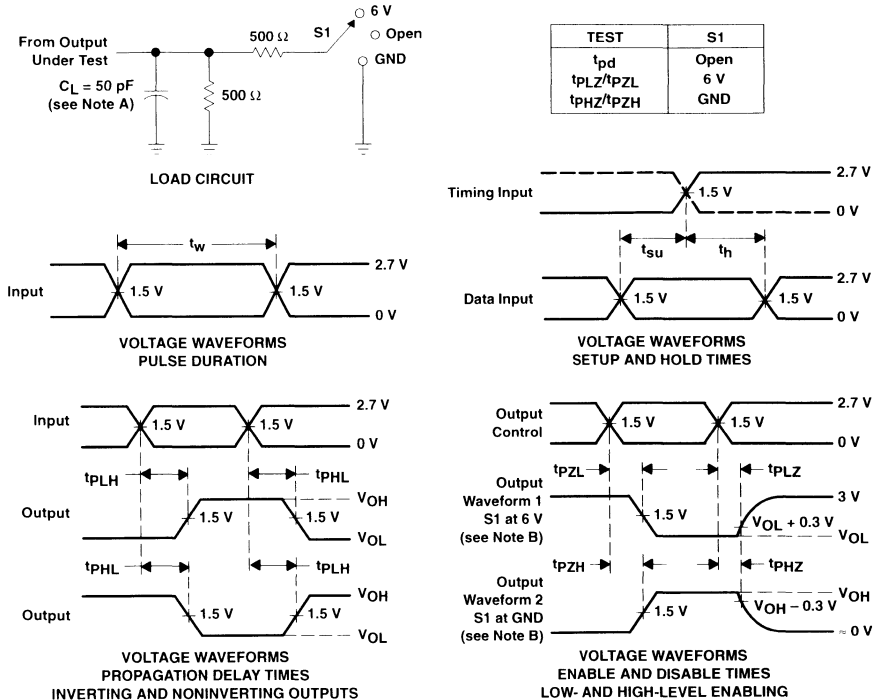 From Output
Under Test
CL = 50 pF
(see Note A)
500 Ω
500 Ω
S1
6 V
Open
GND
LOAD CIRCUIT
TEST S1
tpd Open
tPLZ/tPZL 6 V
tPHZ/tPZH GND
Timing Input
1.5 V
2.7 V
0 V
tsu
th
Data Input
1.5 V
1.5 V
2.7 V
0 V
VOLTAGE WAVEFORMS
SETUP AND HOLD TIMES
tw
Input
1.5 V
1.5 V
2.7 V
0 V
VOLTAGE WAVEFORMS
PULSE DURATION
Input
1.5 V
1.5 V
2.7 V
0 V
tPLH
tPHL
Output
1.5 V
1.5 V
VOH
VOL
tPHL
tPLH
Output
1.5 V
1.5 V
VOH
VOL
VOLTAGE WAVEFORMS
PROPAGATION DELAY TIMES
INVERTING AND NONINVERTING OUTPUTS
Output
Control
1.5 V
1.5 V
2.7 V
0 V
tPZL
tPLZ
Output
Waveform 1
S1 at 6 V
(see Note B)
1.5 V
3 V
VOL + 0.3 V
VOL
tPZH
tPHZ
Output
Waveform 2
S1 at GND
(see Note B)
1.5 V
VOH
VOH – 0.3 V
≈ 0 V
VOLTAGE WAVEFORMS
ENABLE AND DISABLE TIMES
LOW- AND HIGH-LEVEL ENABLING